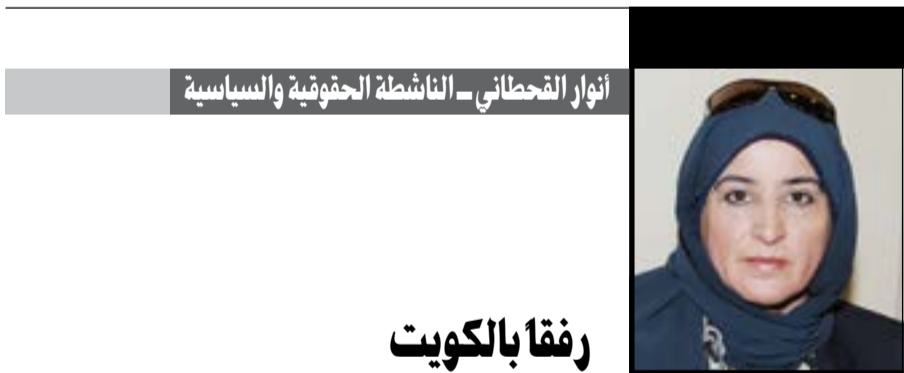 أنوار القحطاني ـ الناشطة الحقوقية والسياسية
رفقاً بالكويت